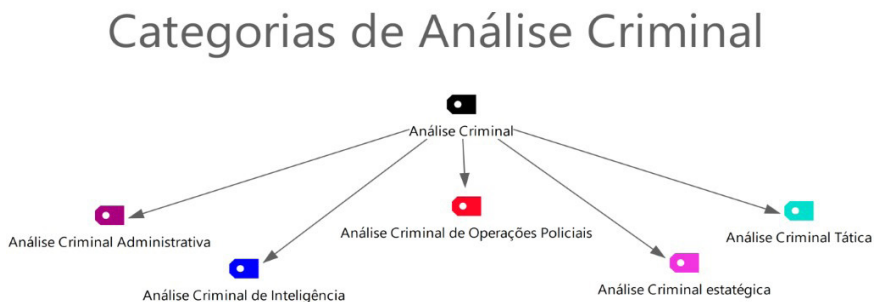 Categorias de Análise Criminal
Análise Criminal
Análise Criminal Administrativa
Análise Criminal de Operações Policiais
Análise Criminal Tática
Análise Criminal de Inteligência
Análise Criminal estatégica